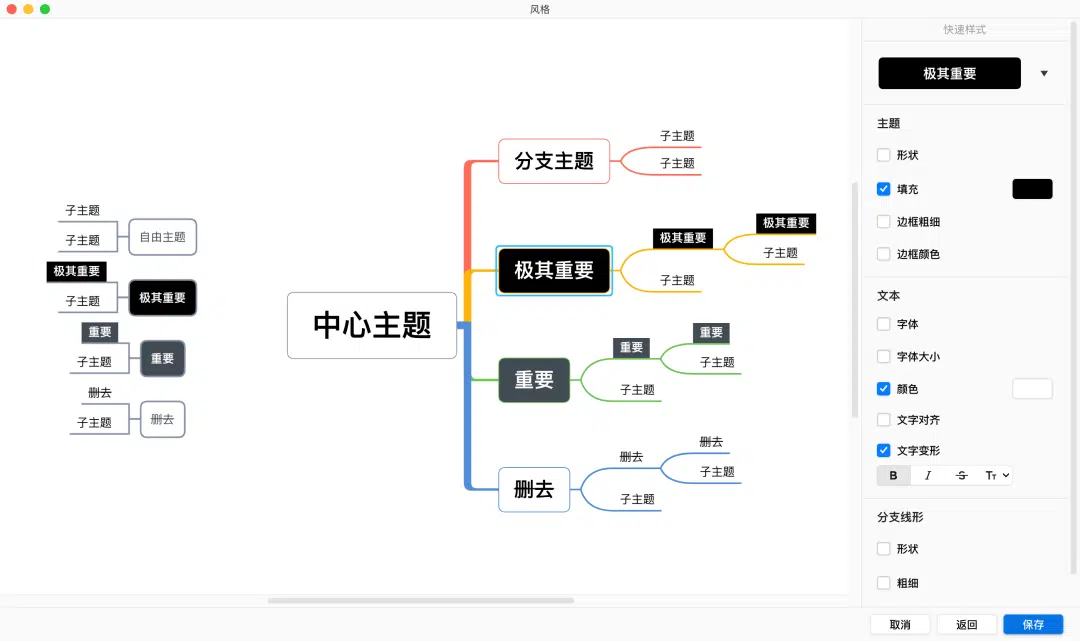 风格
子主题
子主题
自由主题
极其重要
子主题
极其重要
重要
子主题
重要
删去
子主题
删去
中心主题
分支主题
子主题
子主题
极其重要
极其重要
子主题
极其重要
子主题
重要
重要
子主题
重要
子主题
删去
删去
子主题
删去
子主题
快速样式
极其重要
主题
形状
填充
边框粗细
边框颜色
文本
字体
字体大小
颜色
文字对齐
文字变形
B I S TT
分支线形
形状
粗细
取消 返回 保存